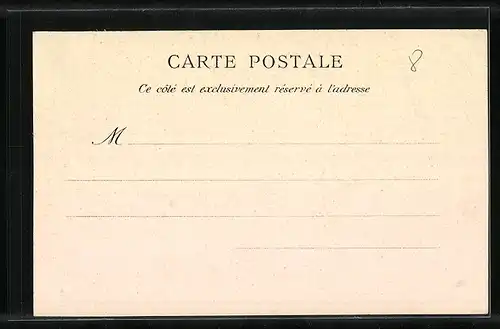 CARTE POSTALE
8
Ce côté est exclusivement réservé à l'adresse
M